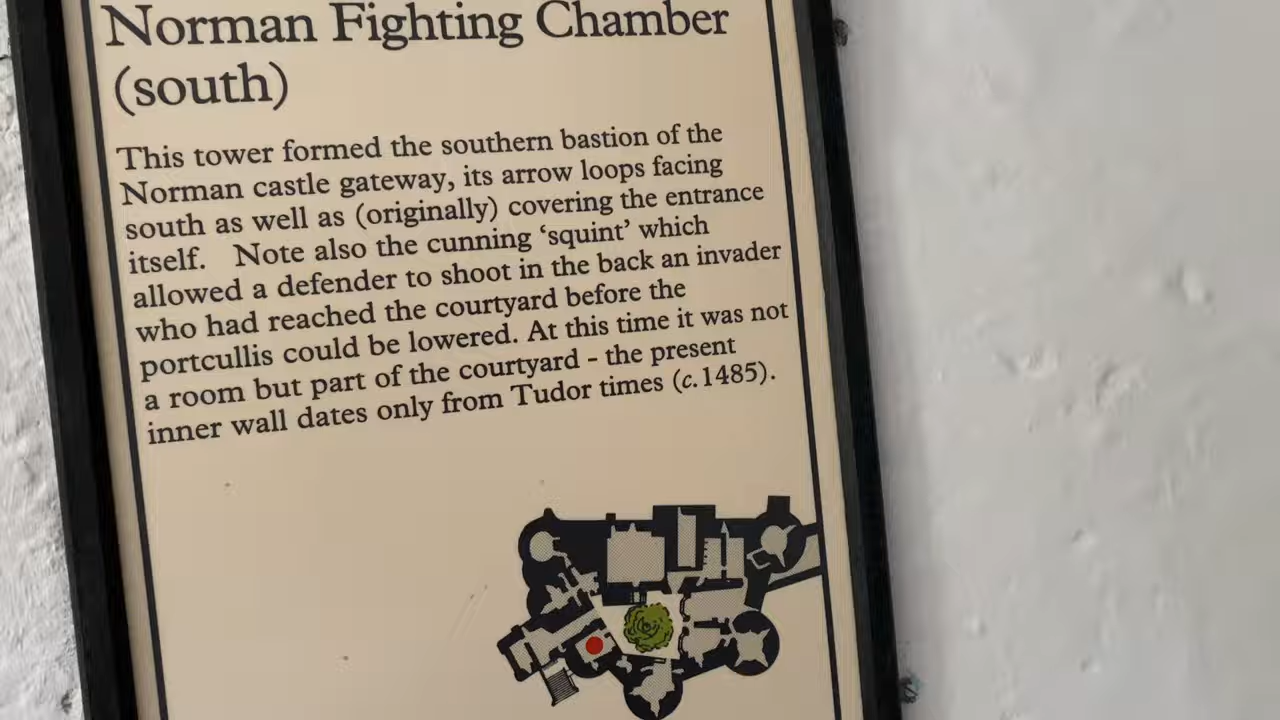 Norman Fighting Chamber
(south)
This tower formed the southern bastion of the
Norman castle gateway, its arrow loops facing
south as well as (originally) covering the entrance
itself. Note also the cunning ‘squint’ which
allowed a defender to shoot in the back an invader
who had reached the courtyard before the
portcullis could be lowered. At this time it was not
a room but part of the courtyard - the present
inner wall dates only from Tudor times (c.1485).